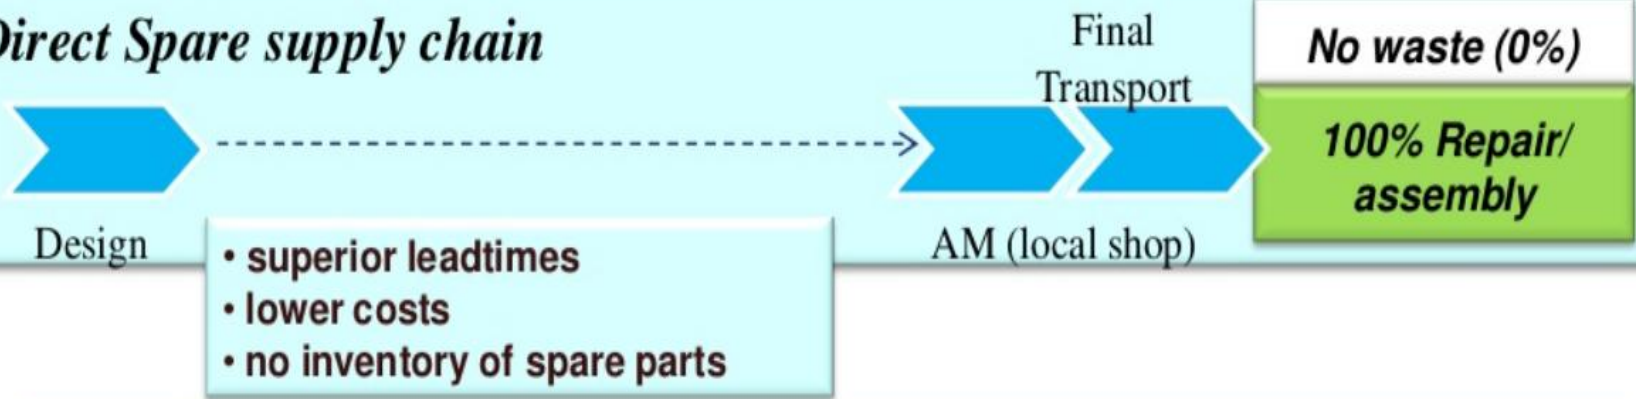 Direct Spare supply chain
Final
Transport
No waste (0%)
100% Repair/
assembly
Design
AM (local shop)
• superior leadtimes
• lower costs
• no inventory of spare parts